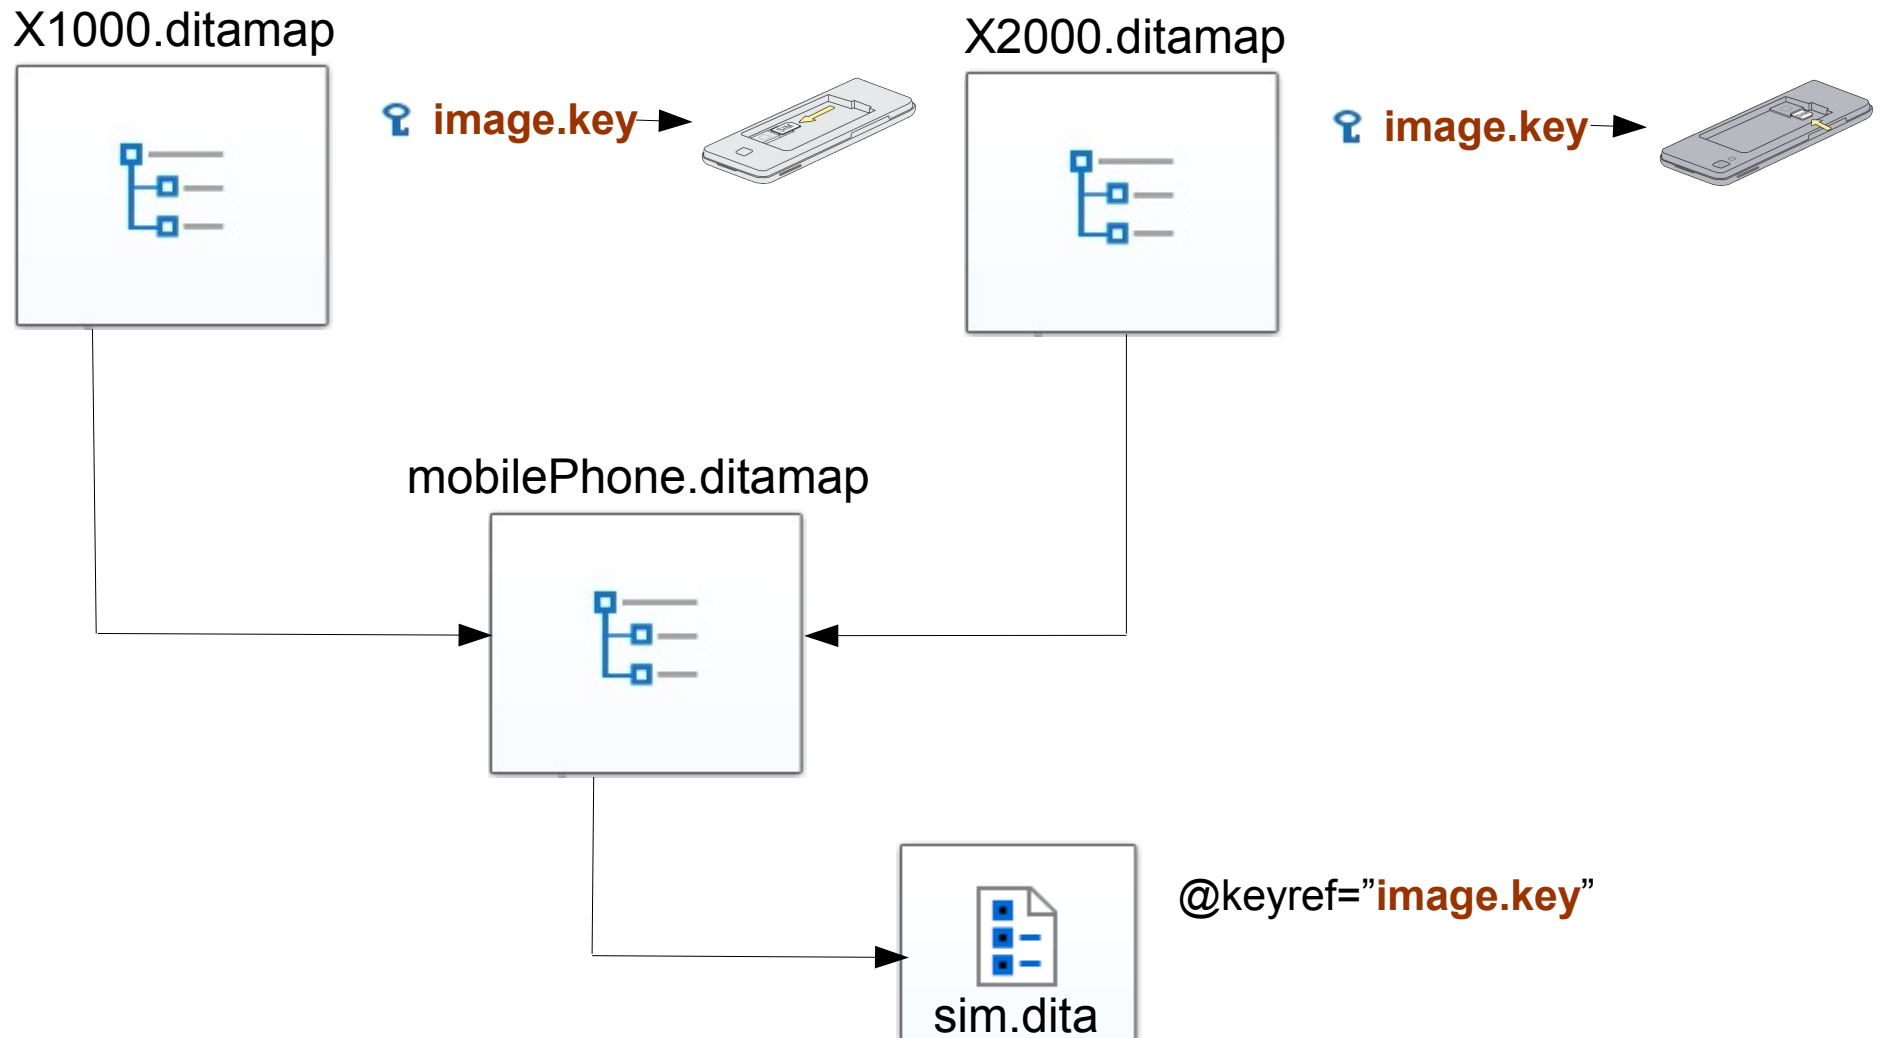 X1000.ditamap
X2000.ditamap
image.key
image.key
mobilePhone.ditamap
@keyref=”image.key”
sim.dita